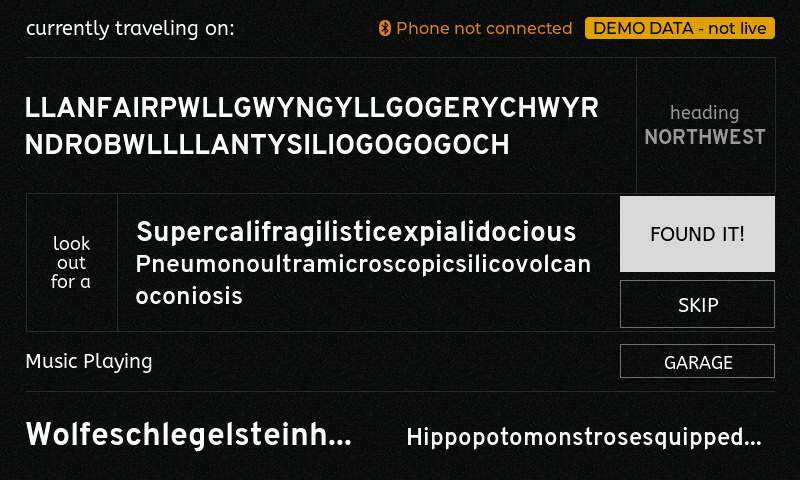 currently traveling on:
Phone not connected
DEMO DATA - not live
LLANFAIRPWLLGWYNGYLLGOGERYCHWYR
NDROBWLLLLANTYSILIOGOGOGOCH
heading
NORTHWEST
look
out
for a
Supercalifragilisticexpialidocious
Pneumonoultramicroscopicsilicovolcan
oconiosis
FOUND IT!
SKIP
Music Playing
GARAGE
Wolfeschlegelsteinh...
Hippopotomonstrosesquipped...